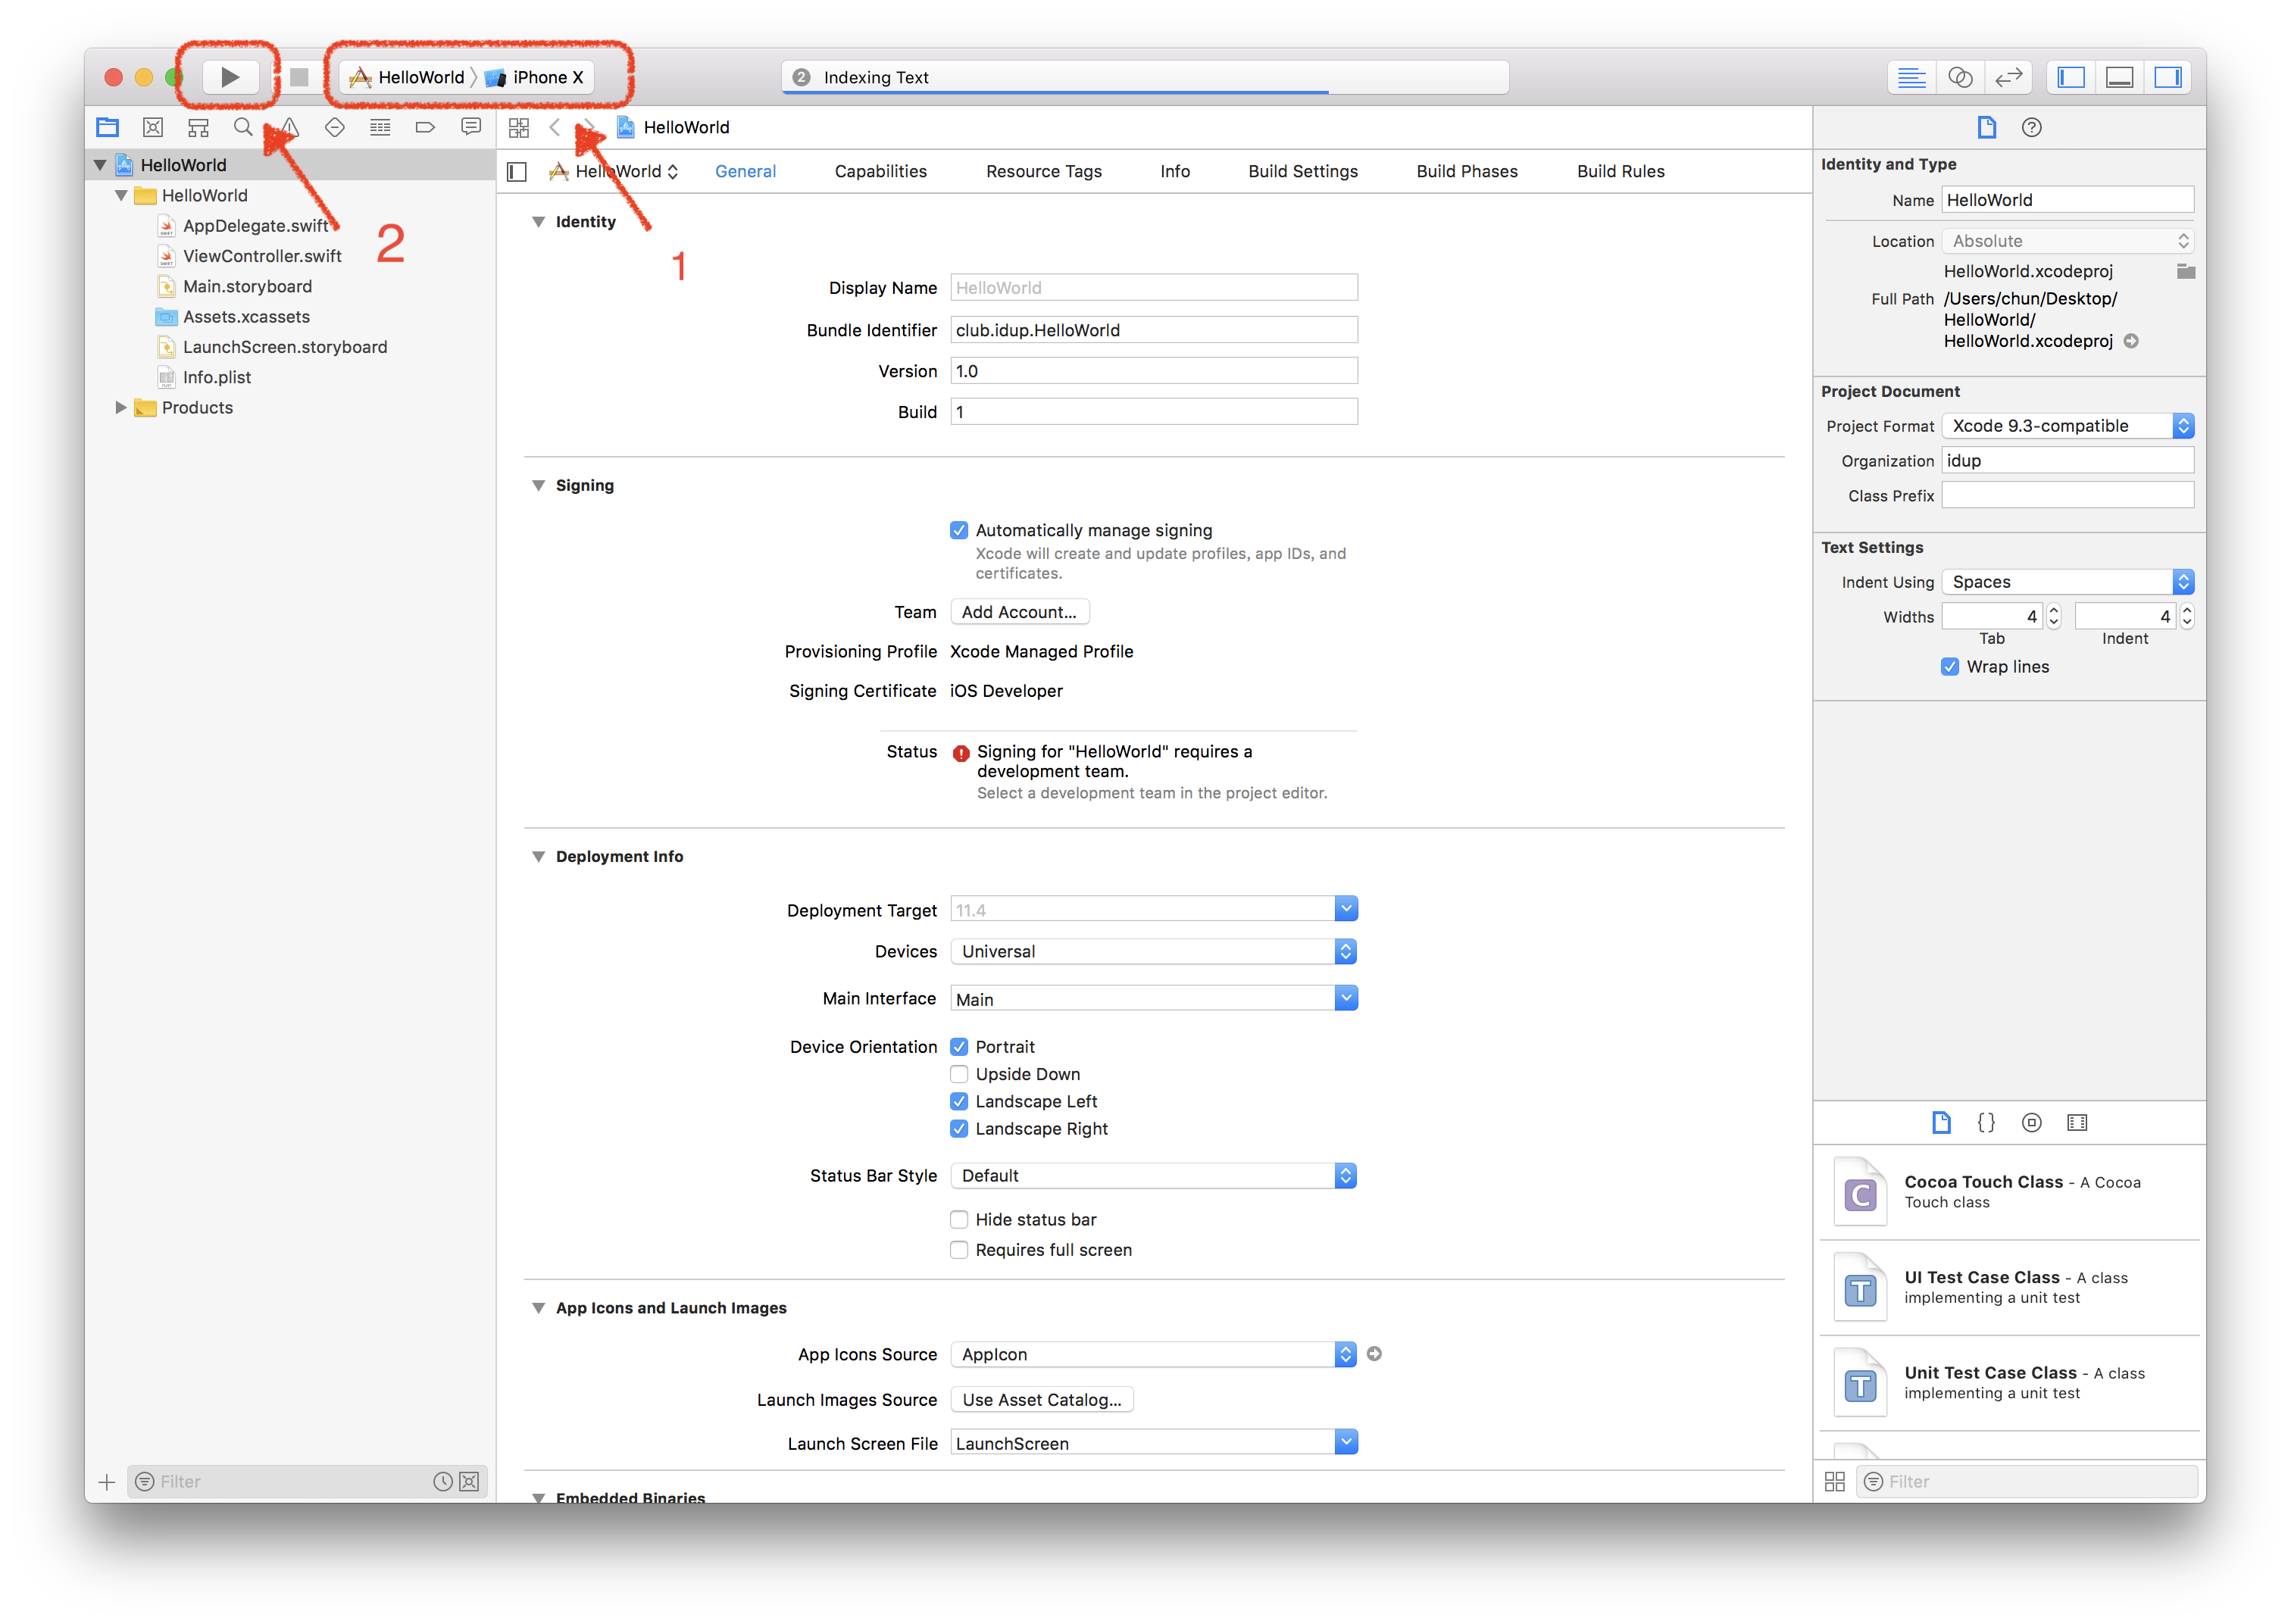 HelloWorld
iPhone X
2
Indexing Text
HelloWorld
HelloWorld
HelloWorld
General
Capabilities
Resource Tags
Info
Build Settings
Build Phases
Build Rules
HelloWorld
AppDelegate.swift
ViewController.swift
Main.storyboard
Assets.xcassets
LaunchScreen.storyboard
Info.plist
Products
2
1
Identity
Display Name HelloWorld
Bundle Identifier club.idup.HelloWorld
Version 1.0
Build 1
Signing
Automatically manage signing
Xcode will create and update profiles, app IDs, and
certificates.
Team Add Account...
Provisioning Profile Xcode Managed Profile
Signing Certificate iOS Developer
Status Signing for "HelloWorld" requires a
development team.
Select a development team in the project editor.
Deployment Info
Deployment Target 11.4
Devices Universal
Main Interface Main
Device Orientation Portrait
Upside Down
Landscape Left
Landscape Right
Status Bar Style Default
Hide status bar
Requires full screen
App Icons and Launch Images
App Icons Source AppIcon
Launch Images Source Use Asset Catalog...
Launch Screen File LaunchScreen
Embedded Binaries
Filter
Identity and Type
Name HelloWorld
Location Absolute
HelloWorld.xcodeproj
Full Path /Users/chun/Desktop/
HelloWorld/
HelloWorld.xcodeproj
Project Document
Project Format Xcode 9.3-compatible
Organization idup
Class Prefix
Text Settings
Indent Using Spaces
Widths 4 4
Tab Indent
Wrap lines
{}
C
Cocoa Touch Class - A Cocoa
Touch class
T
UI Test Case Class - A class
implementing a unit test
T
Unit Test Case Class - A class
implementing a unit test
Filter